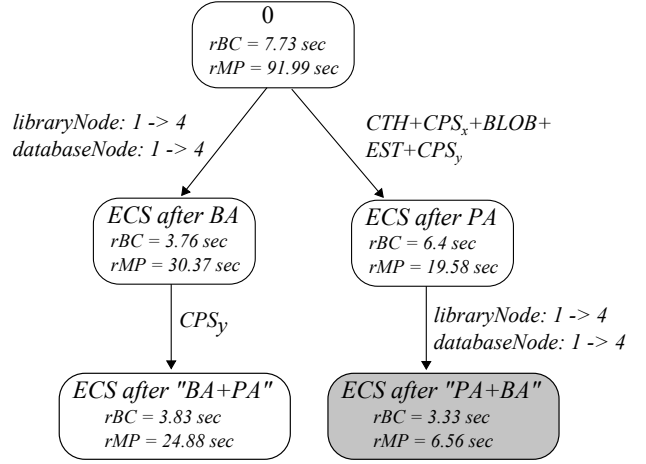 0
rBC = 7.73 sec
rMP = 91.99 sec
libraryNode: 1 -> 4
databaseNode: 1 -> 4
CTH+CPSx+BLOB+
EST+CPSy
ECS after BA
rBC = 3.76 sec
rMP = 30.37 sec
ECS after PA
rBC = 6.4 sec
rMP = 19.58 sec
CPSy
libraryNode: 1 -> 4
databaseNode: 1 -> 4
ECS after "BA+PA"
rBC = 3.83 sec
rMP = 24.88 sec
ECS after "PA+BA"
rBC = 3.33 sec
rMP = 6.56 sec